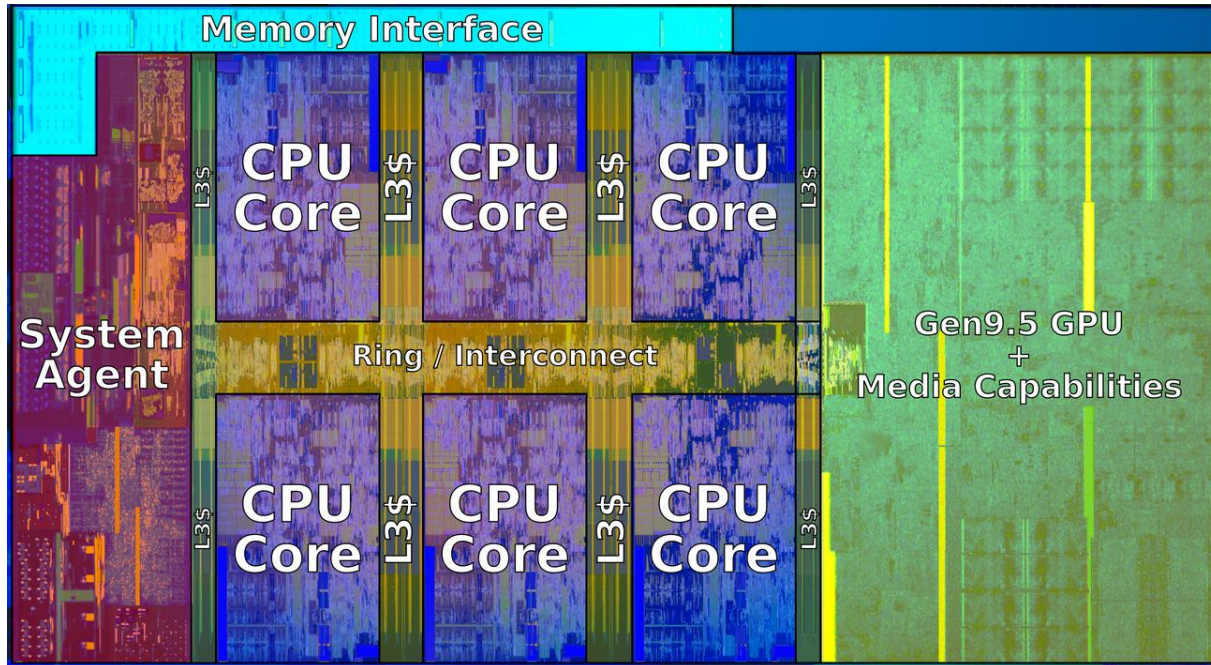 Memory Interface
L3$
CPU
Core
L3$
CPU
Core
L3$
CPU
Core
L3$
System
Agent
Ring / Interconnect
Gen9.5 GPU
+
Media Capabilities
L3$
CPU
Core
L3$
CPU
Core
L3$
CPU
Core
L3$